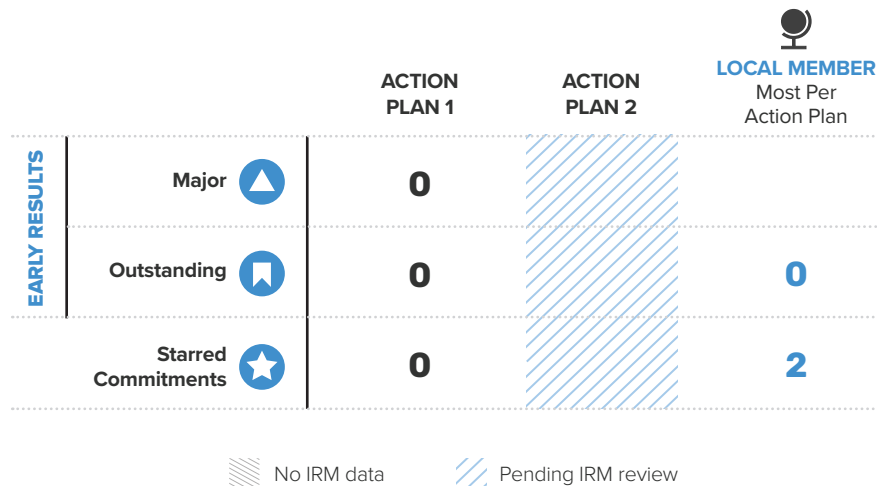 ACTION
PLAN 1
ACTION
PLAN 2
LOCAL MEMBER
Most Per
Action Plan
EARLY RESULTS
Major
0
Outstanding
0
0
Starred
Commitments
0
2
No IRM data
Pending IRM review